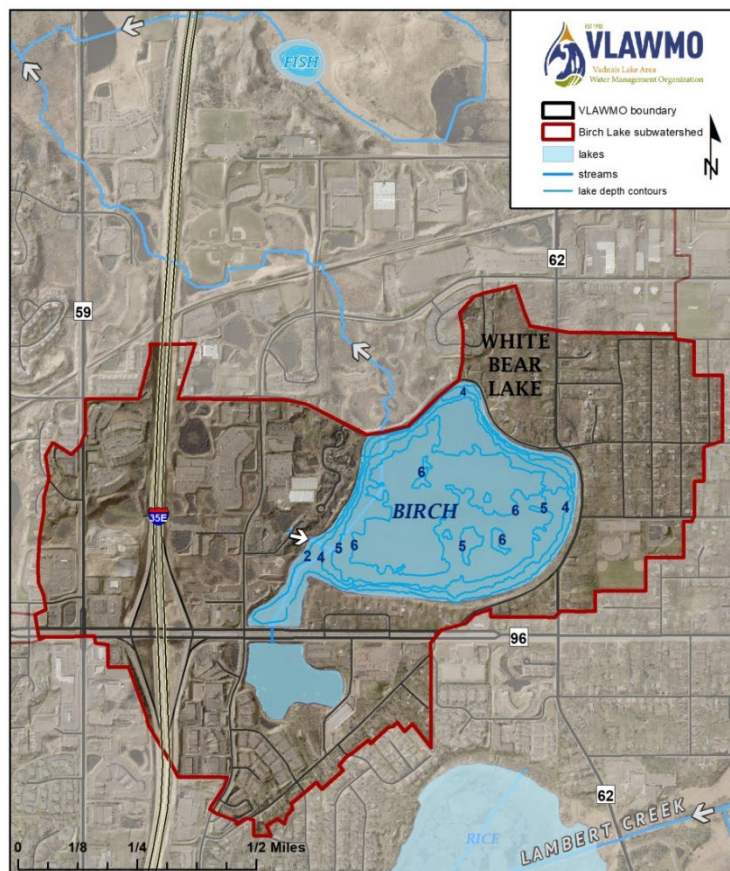 EST 1983
VLAWMO
Vadnais Lake Area
Water Management Organization
VLAWMO boundary
Birch Lake subwatershed
lakes
streams
lake depth contours
N
FISH
62
59
WHITE
BEAR
LAKE
4
6
BIRCH
6 5 4
35E
5 6
2 4 5 6
96
62
LAMBERT CREEK
RICE
0 1/8 1/4 1/2 Miles